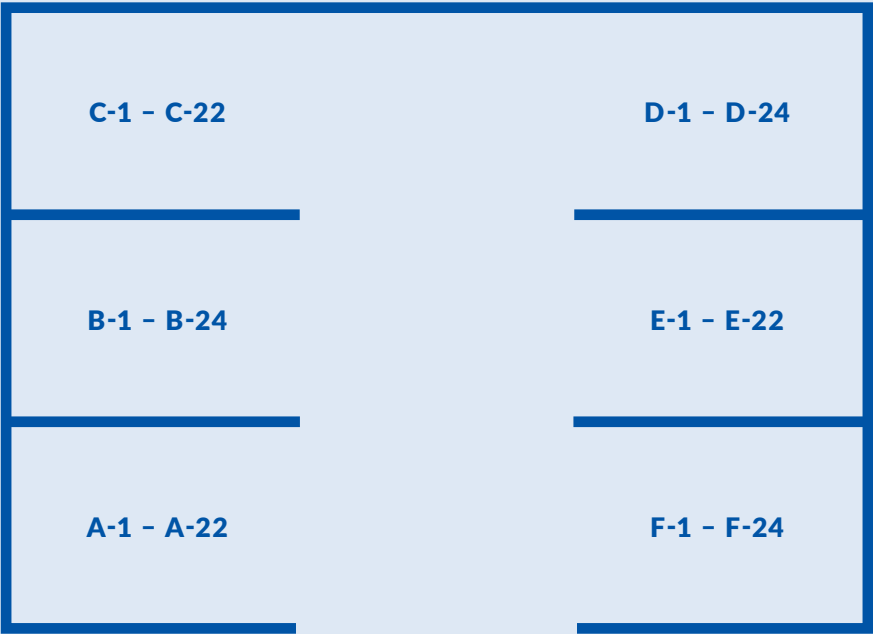 C-1 – C-22
D-1 – D-24
B-1 – B-24
E-1 – E-22
A-1 – A-22
F-1 – F-24